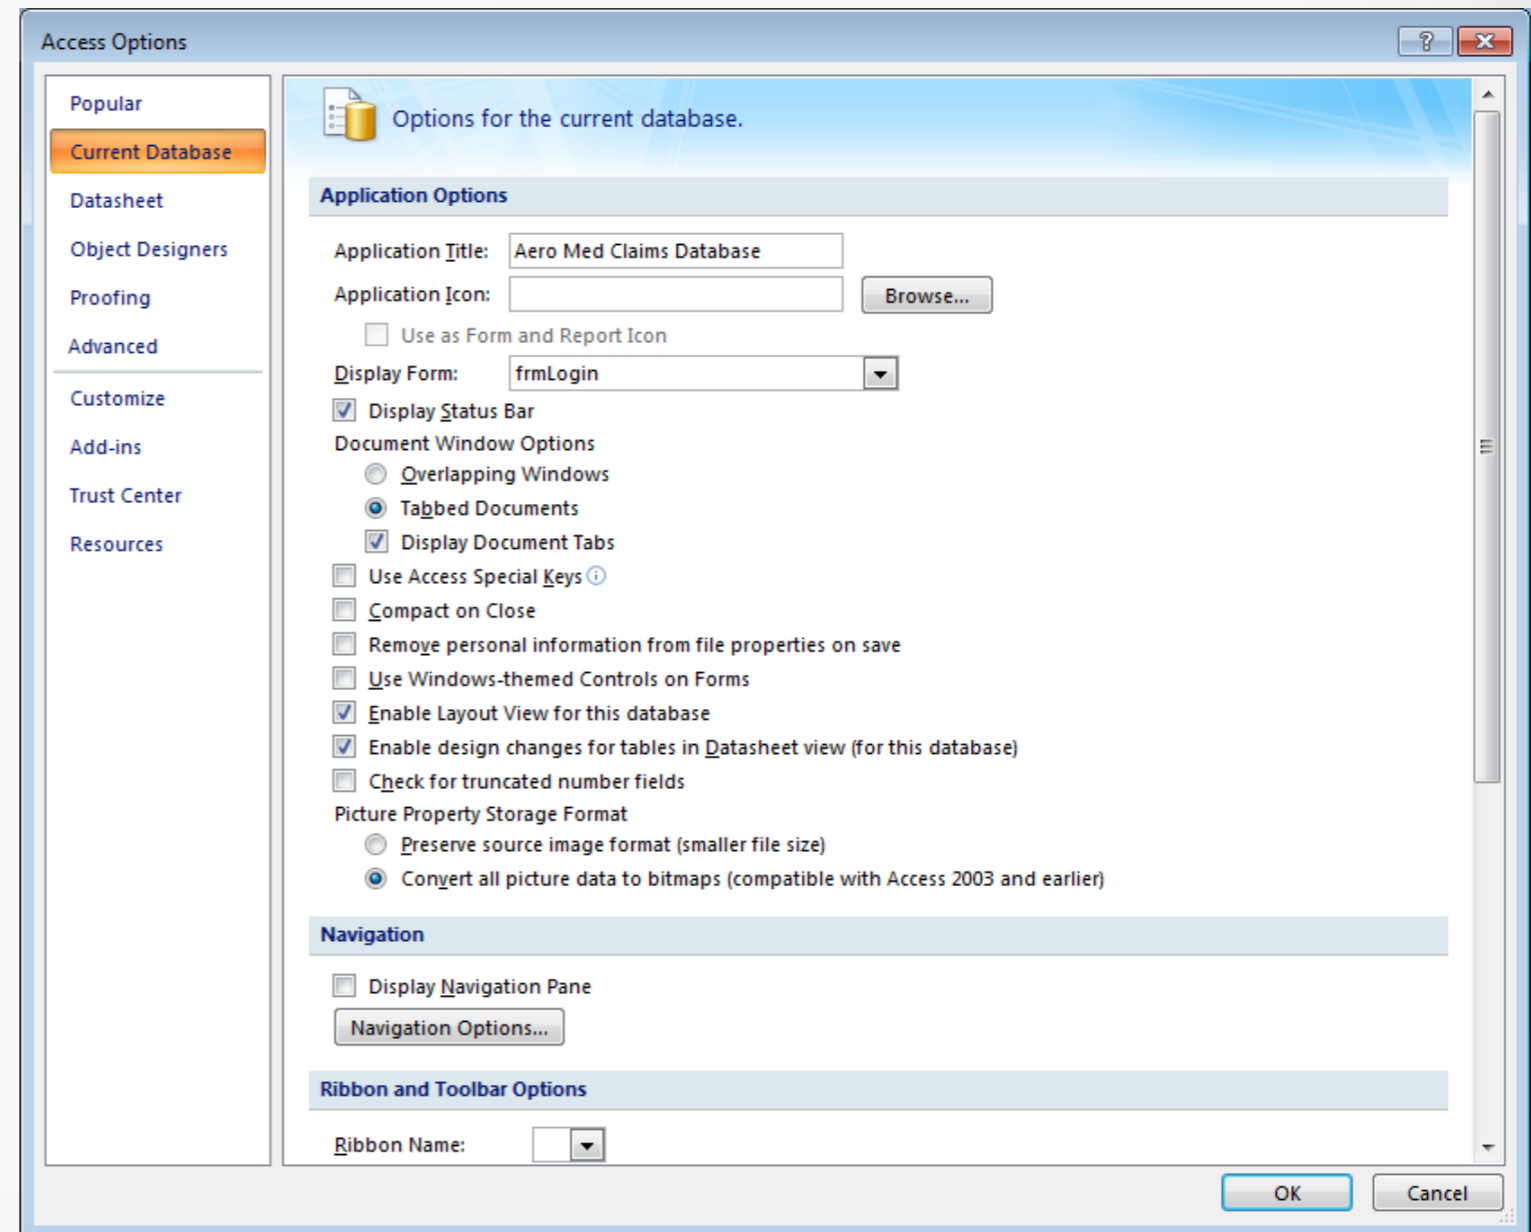 Access Options
Popular
Current Database
Datasheet
Object Designers
Proofing
Advanced
Customize
Add-ins
Trust Center
Resources
Options for the current database.
Application Options
Application Title: Aero Med Claims Database
Application Icon: Browse...
Use as Form and Report Icon
Display Form: frmLogin
Display Status Bar
Document Window Options
Overlapping Windows
Tabbed Documents
Display Document Tabs
Use Access Special Keys
Compact on Close
Remove personal information from file properties on save
Use Windows-themed Controls on Forms
Enable Layout View for this database
Enable design changes for tables in Datasheet view (for this database)
Check for truncated number fields
Picture Property Storage Format
Preserve source image format (smaller file size)
Convert all picture data to bitmaps (compatible with Access 2003 and earlier)
Navigation
Display Navigation Pane
Navigation Options...
Ribbon and Toolbar Options
Ribbon Name:
OK Cancel